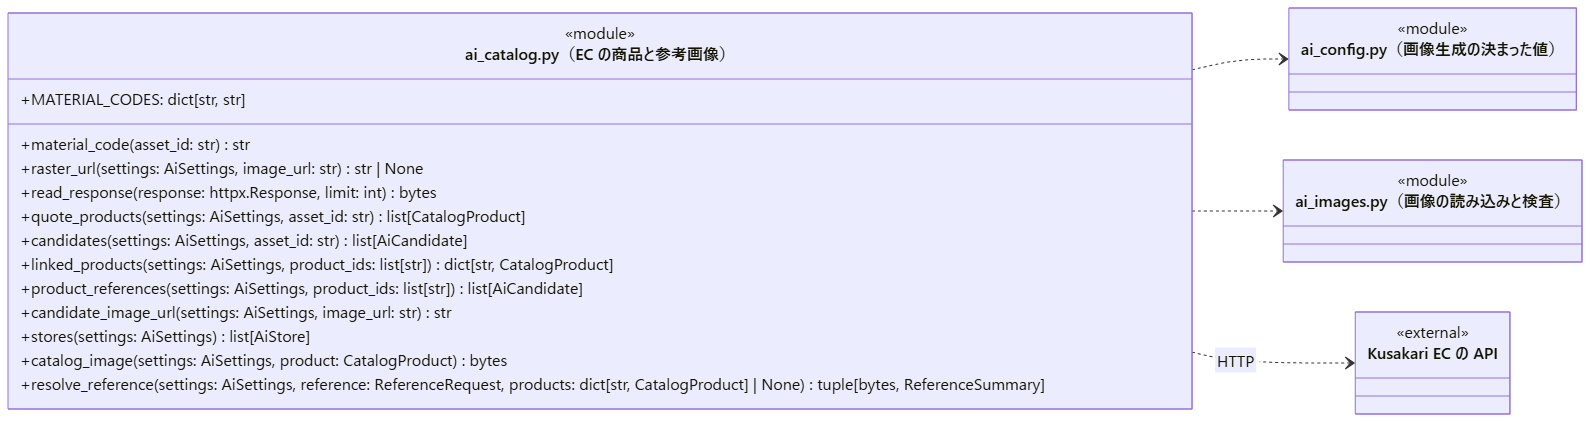 «module»
ai_catalog.py（EC の商品と参考画像）
+MATERIAL_CODES: dict[str, str]
+material_code(asset_id: str) : str
+raster_url(settings: AiSettings, image_url: str) : str | None
+read_response(response: httpx.Response, limit: int) : bytes
+quote_products(settings: AiSettings, asset_id: str) : list[CatalogProduct]
+candidates(settings: AiSettings, asset_id: str) : list[AiCandidate]
+linked_products(settings: AiSettings, product_ids: list[str]) : dict[str, CatalogProduct]
+product_references(settings: AiSettings, product_ids: list[str]) : list[AiCandidate]
+candidate_image_url(settings: AiSettings, image_url: str) : str
+stores(settings: AiSettings) : list[AiStore]
+catalog_image(settings: AiSettings, product: CatalogProduct) : bytes
+resolve_reference(settings: AiSettings, reference: ReferenceRequest, products: dict[str, CatalogProduct] | None) : tuple[bytes, ReferenceSummary]
«module»
ai_config.py（画像生成の決まった値）
«module»
ai_images.py（画像の読み込みと検査）
HTTP
«external»
Kusakari EC の API